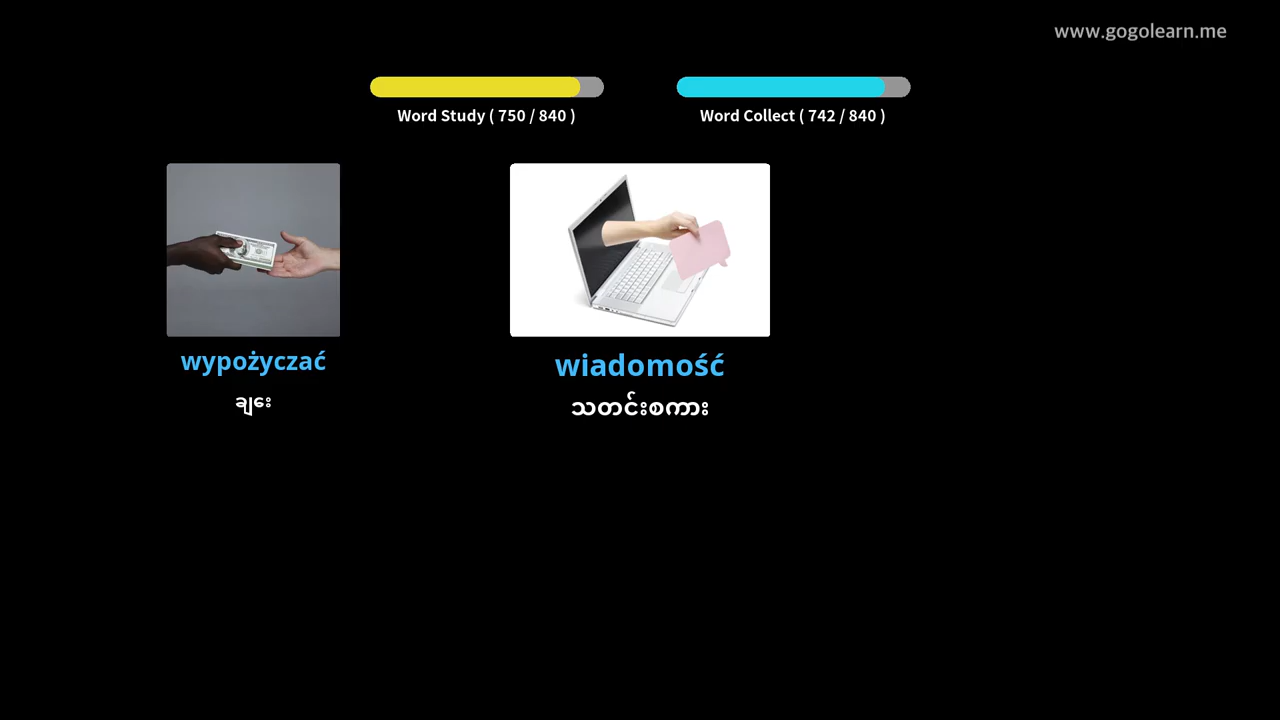 www.gogolearn.me
Word Study ( 750 / 840 )
Word Collect ( 742 / 840 )
wypożyczać
ချေး
wiadomość
သတင်းစကား